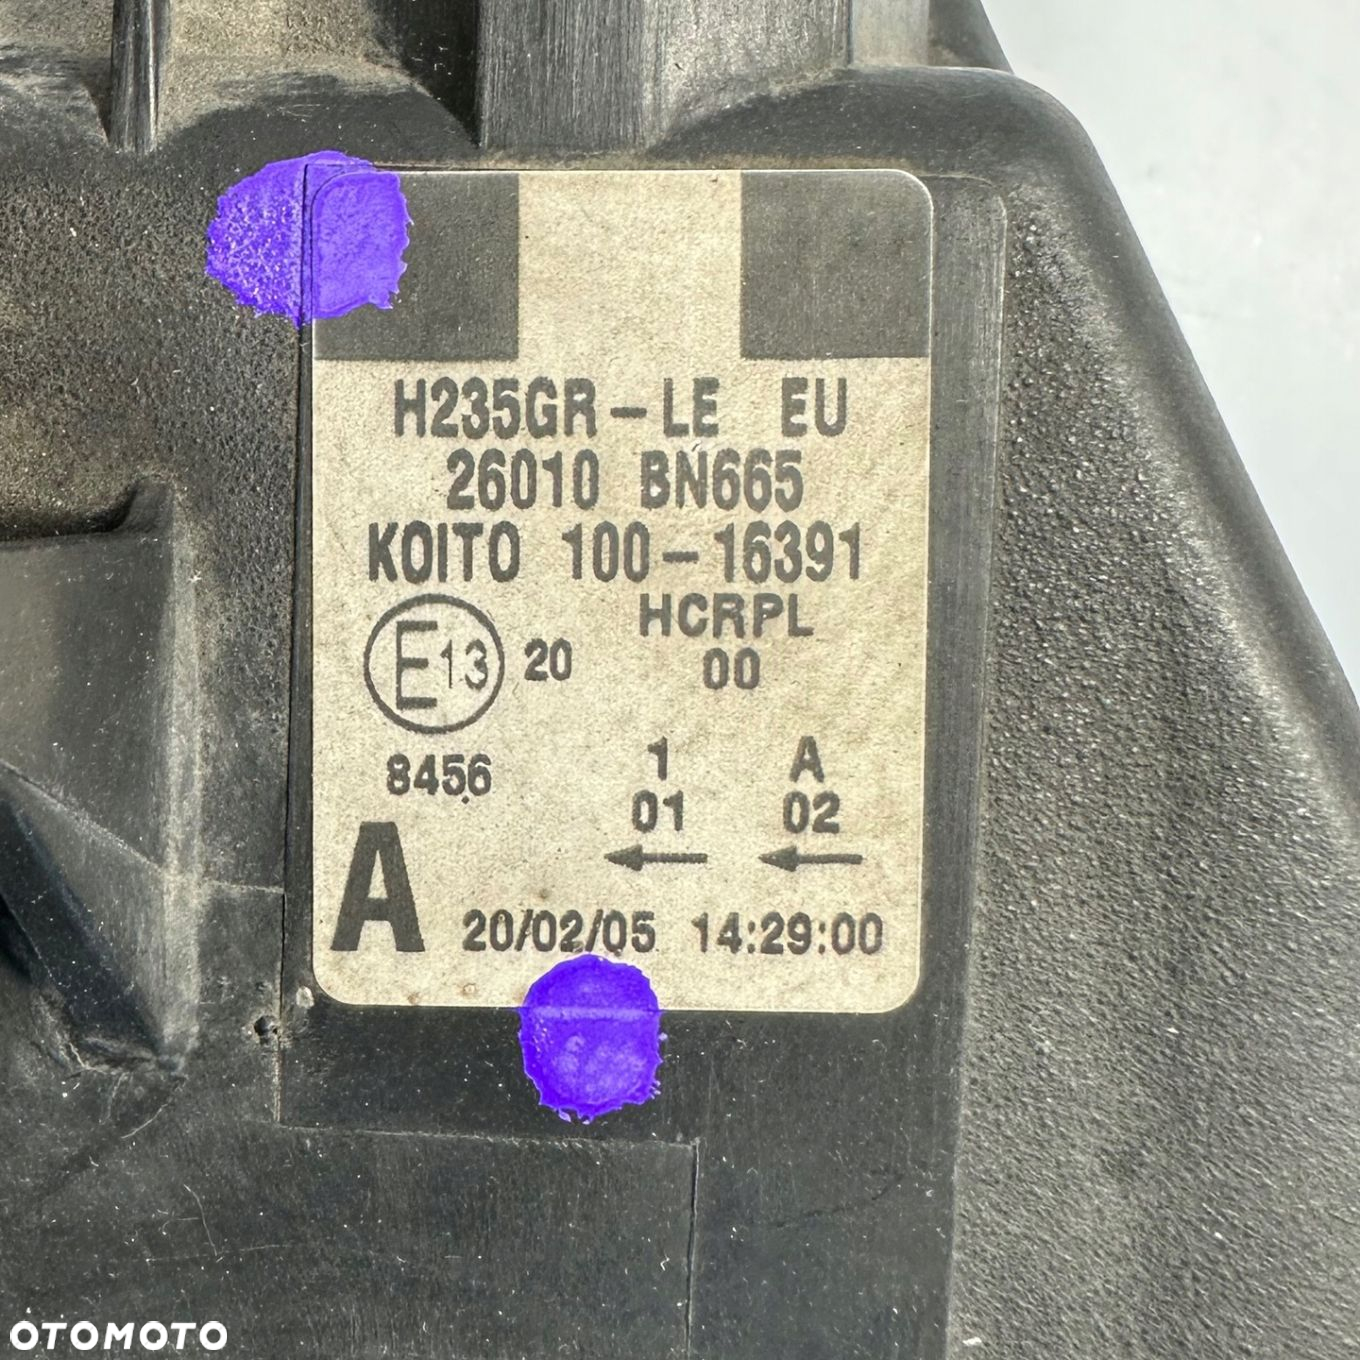 H235GR-LE EU
26010 BN665
KOITO 100-16391
HCRPL
E13 20 00
8456
1 A
01 02
A
20/02/05 14:29:00
OTOMOTO